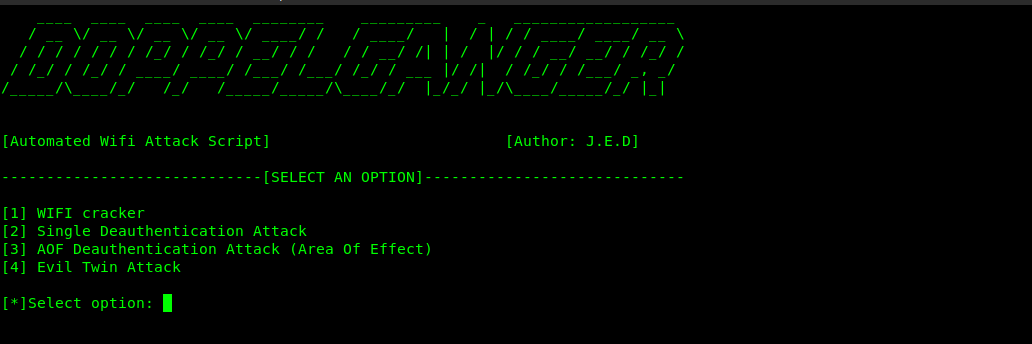 DOPPELGANGER
[Automated Wifi Attack Script] [Author: J.E.D]
----------------------------[SELECT AN OPTION]----------------------------
[1] WIFI cracker
[2] Single Deauthentication Attack
[3] AOF Deauthentication Attack (Area Of Effect)
[4] Evil Twin Attack
[*]Select option: